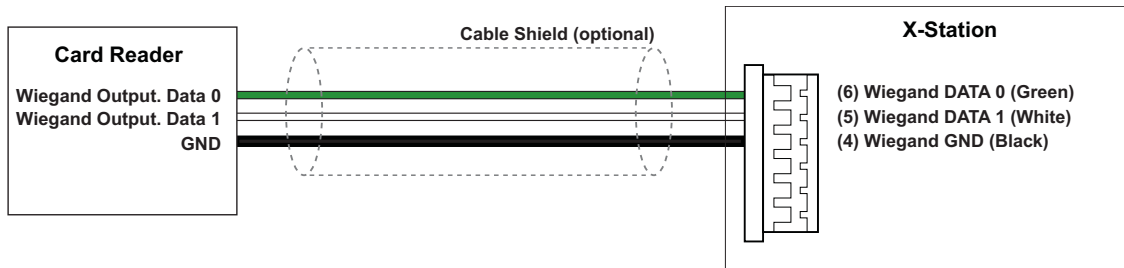 Cable Shield (optional)
X-Station
Card Reader
Wiegand Output. Data 0
(6) Wiegand DATA 0 (Green)
Wiegand Output. Data 1
(5) Wiegand DATA 1 (White)
GND
(4) Wiegand GND (Black)